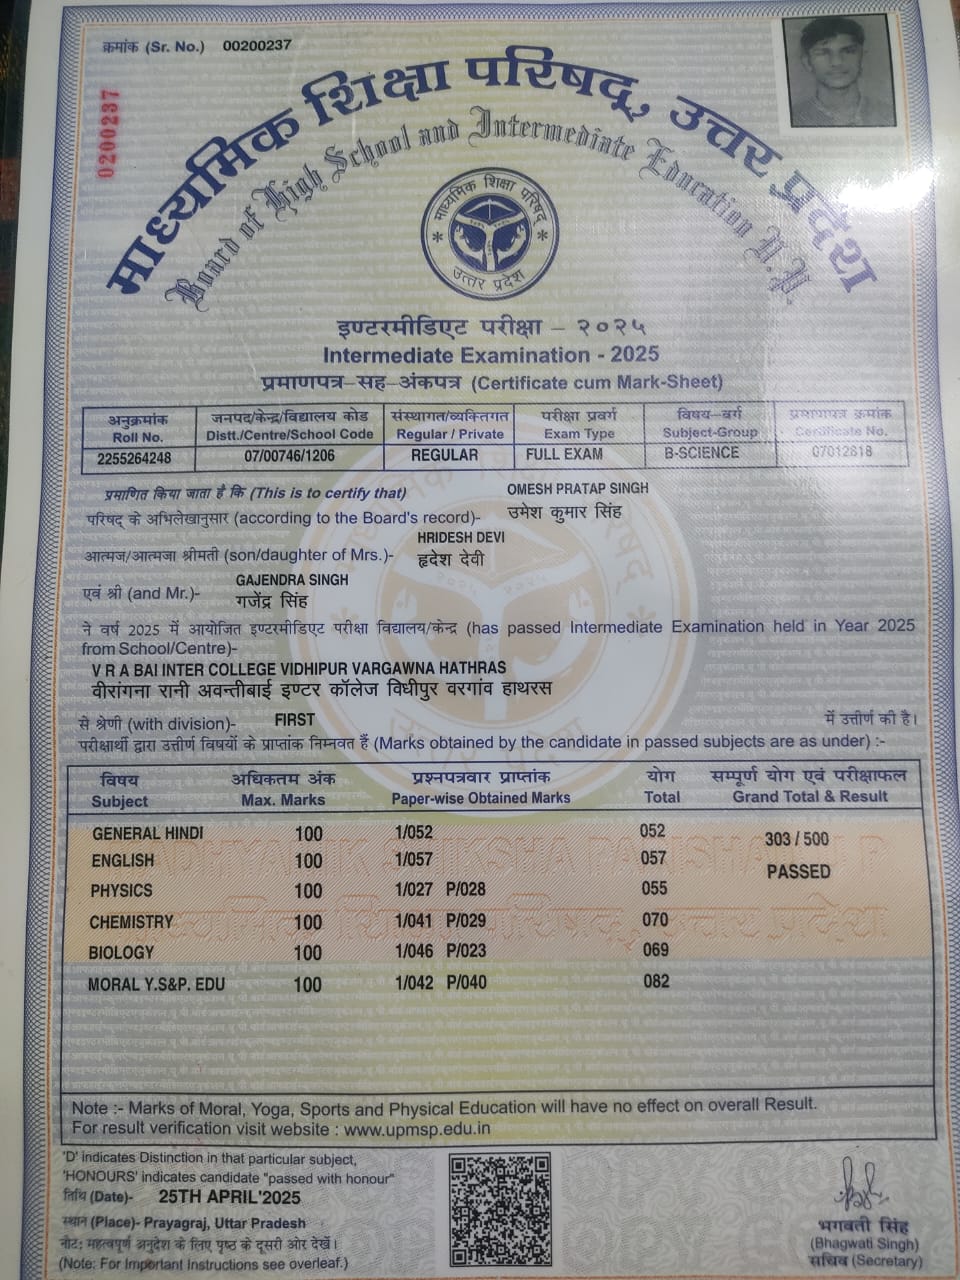 क्रमांक (Sr. No.) 00200237
0200237
माध्यमिक शिक्षा परिषद्, उत्तर प्रदेश
Board of High School and Intermediate Education U.P.
माध्यमिक शिक्षा परिषद्
उत्तर प्रदेश
इण्टरमीडिएट परीक्षा – २०२५
Intermediate Examination - 2025
प्रमाणपत्र–सह–अंकपत्र (Certificate cum Mark-Sheet)
अनुक्रमांक जनपद/केन्द्र/विद्यालय कोड संस्थागत/व्यक्तिगत परीक्षा प्रवर्ग विषय–वर्ग प्रमाणपत्र क्रमांक
Roll No. Distt./Centre/School Code Regular / Private Exam Type Subject-Group Certificate No.
2255264248 07/00746/1206 REGULAR FULL EXAM B-SCIENCE 07012818
प्रमाणित किया जाता है कि (This is to certify that) OMESH PRATAP SINGH
परिषद् के अभिलेखानुसार (according to the Board's record)- उमेश कुमार सिंह
HRIDESH DEVI
आत्मज/आत्मजा श्रीमती (son/daughter of Mrs.)- हृदेश देवी
GAJENDRA SINGH
एवं श्री (and Mr.)- गजेंद्र सिंह
ने वर्ष 2025 में आयोजित इण्टरमीडिएट परीक्षा विद्यालय/केन्द्र (has passed Intermediate Examination held in Year 2025
from School/Centre)-
V R A BAI INTER COLLEGE VIDHIPUR VARGAWNA HATHRAS
वीरांगना रानी अवन्तीबाई इण्टर कॉलेज विधीपुर वरगांव हाथरस
से श्रेणी (with division)- FIRST में उत्तीर्ण की है।
परीक्षार्थी द्वारा उत्तीर्ण विषयों के प्राप्तांक निम्नवत हैं (Marks obtained by the candidate in passed subjects are as under) :-
विषय अधिकतम अंक प्रश्नपत्रवार प्राप्तांक योग सम्पूर्ण योग एवं परीक्षाफल
Subject Max. Marks Paper-wise Obtained Marks Total Grand Total & Result
GENERAL HINDI 100 1/052 052 303 / 500
ENGLISH 100 1/057 057 PASSED
PHYSICS 100 1/027 P/028 055
CHEMISTRY 100 1/041 P/029 070
BIOLOGY 100 1/046 P/023 069
MORAL Y.S&P. EDU 100 1/042 P/040 082
Note :- Marks of Moral, Yoga, Sports and Physical Education will have no effect on overall Result.
For result verification visit website : www.upmsp.edu.in
'D' indicates Distinction in that particular subject,
'HONOURS' indicates candidate "passed with honour"
तिथि (Date)- 25TH APRIL'2025
स्थान (Place)- Prayagraj, Uttar Pradesh
नोट: महत्वपूर्ण अनुदेश के लिए पृष्ठ के दूसरी ओर देखें।
(Note: For Important Instructions see overleaf.)
भगवती सिंह
(Bhagwati Singh)
सचिव (Secretary)